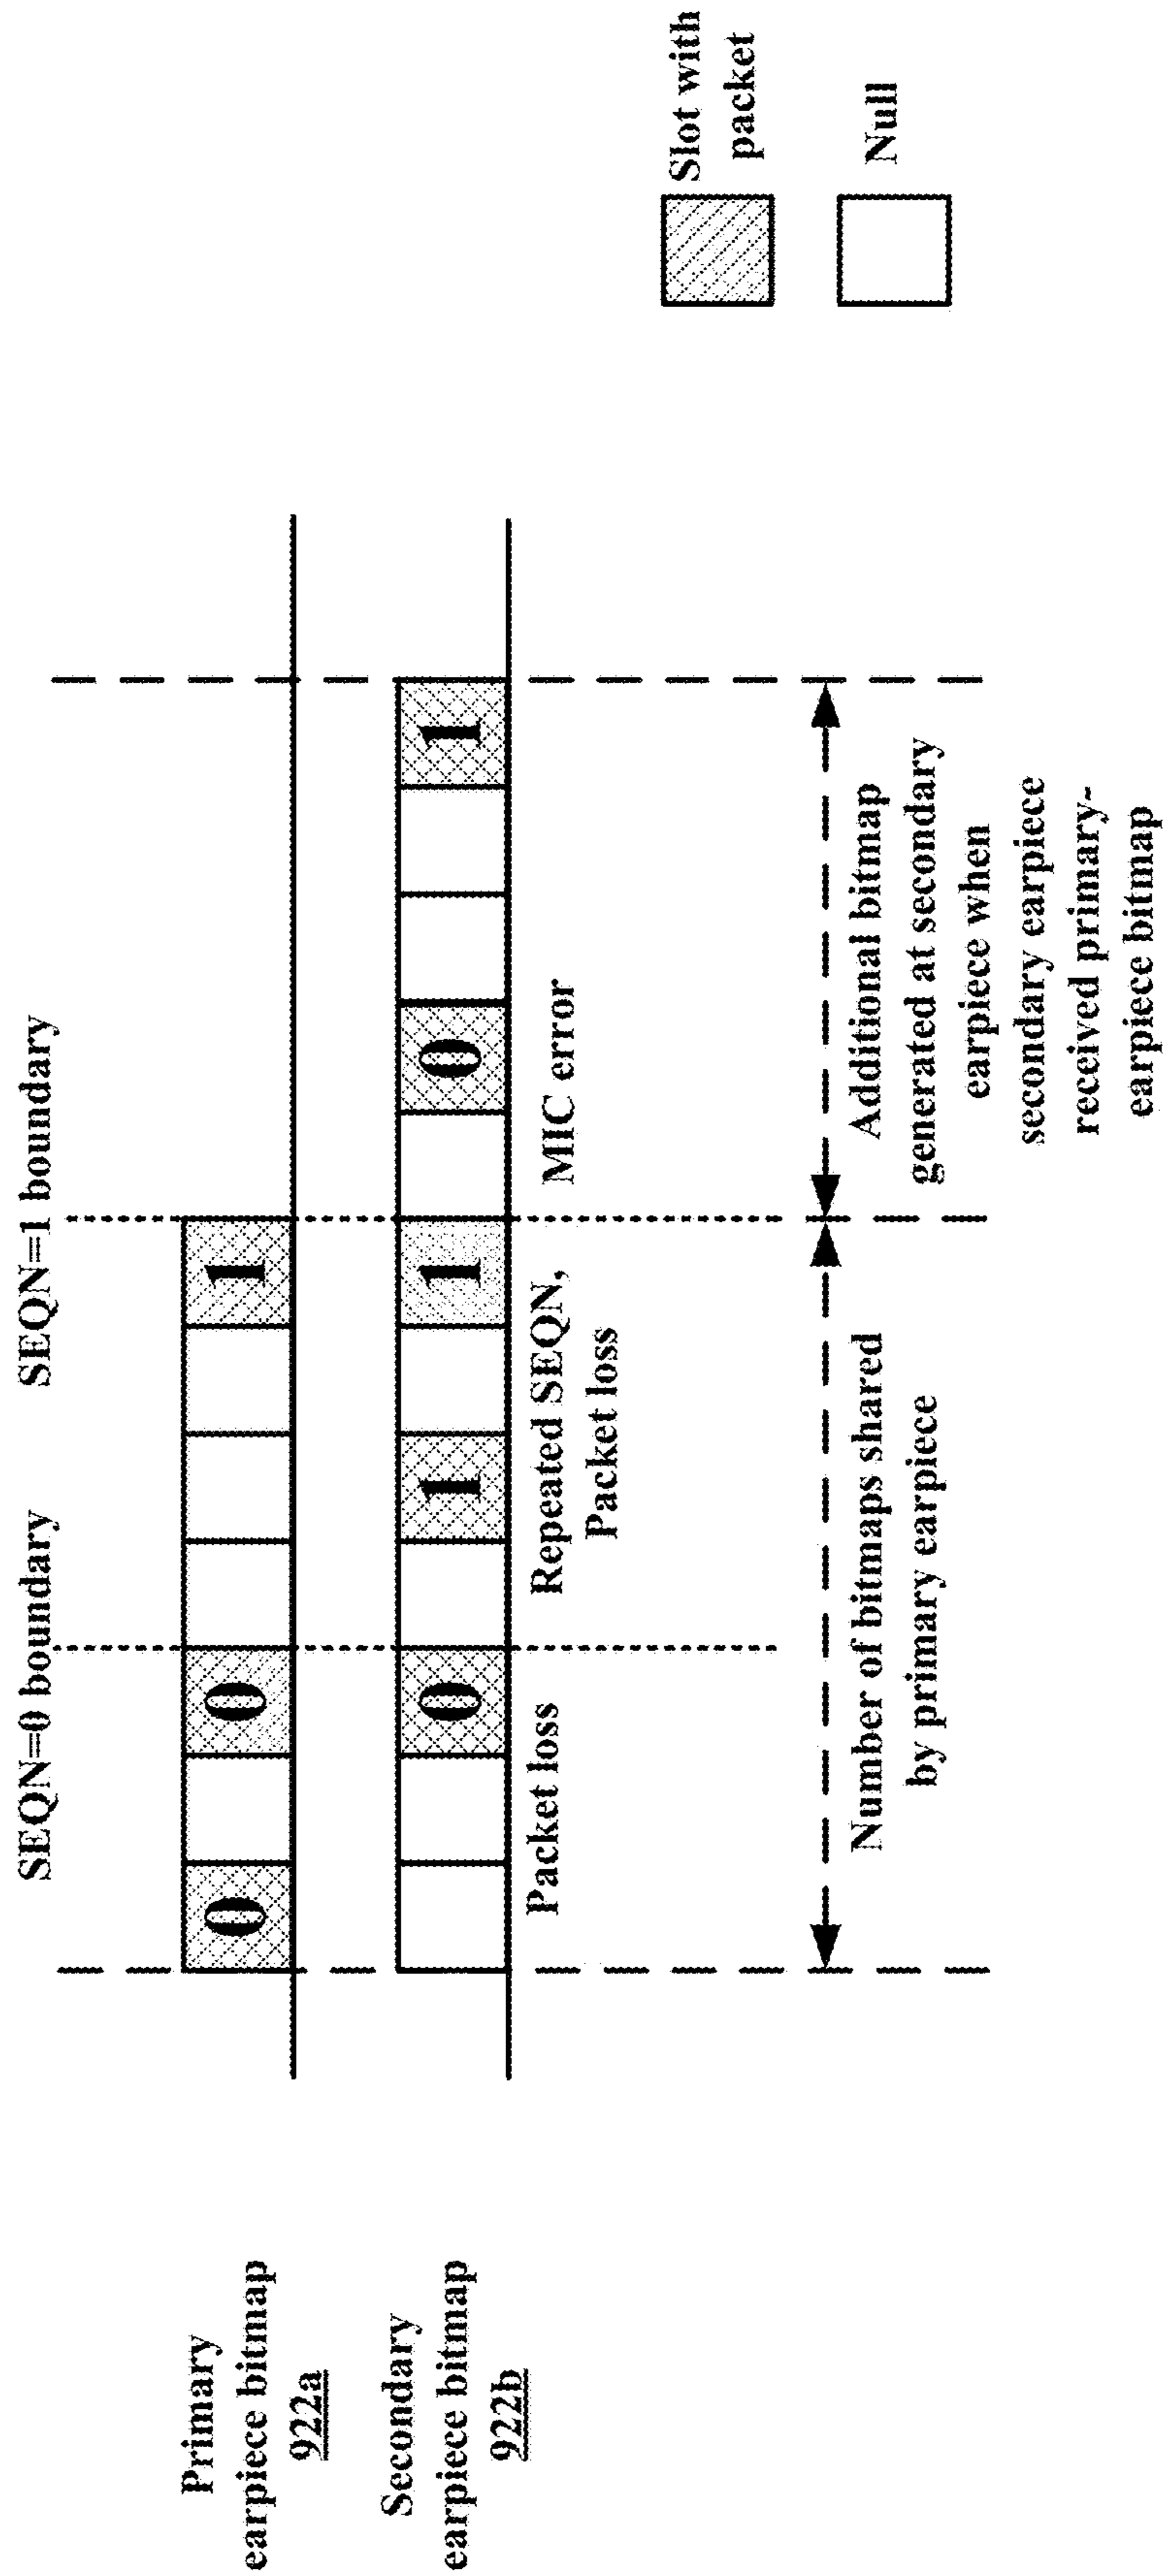 SEQN=0 boundary
SEQN=1 boundary
Primary
earpiece bitmap
922a
0
0
1
Secondary
earpiece bitmap
922b
0
1
1
0
1
Packet loss
Repeated SEQN,
Packet loss
MIC error
Number of bitmaps shared
by primary earpiece
Additional bitmap
generated at secondary
earpiece when
secondary earpiece
received primary-
earpiece bitmap
Slot with
packet
Null